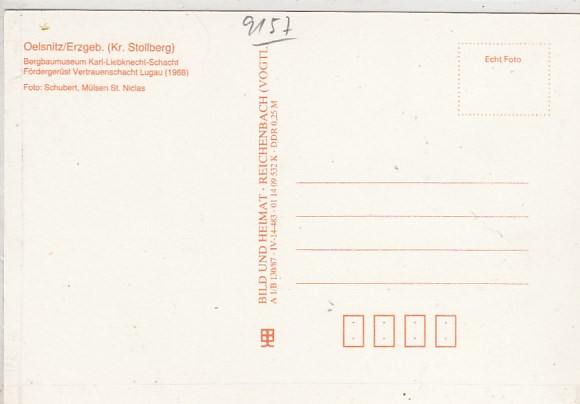 9157
Oelsnitz/Erzgeb. (Kr. Stollberg)
Bergbaumuseum Karl-Liebknecht-Schacht
Fördergerüst Vertrauenschacht Lugau (1968)
Foto: Schubert, Mülsen St. Niclas
BILD UND HEIMAT · REICHENBACH (VOGTL
A 1/B 130/87 · IV-14-483 · 01 14 09 532 K · DDR 0,25 M
Echt Foto